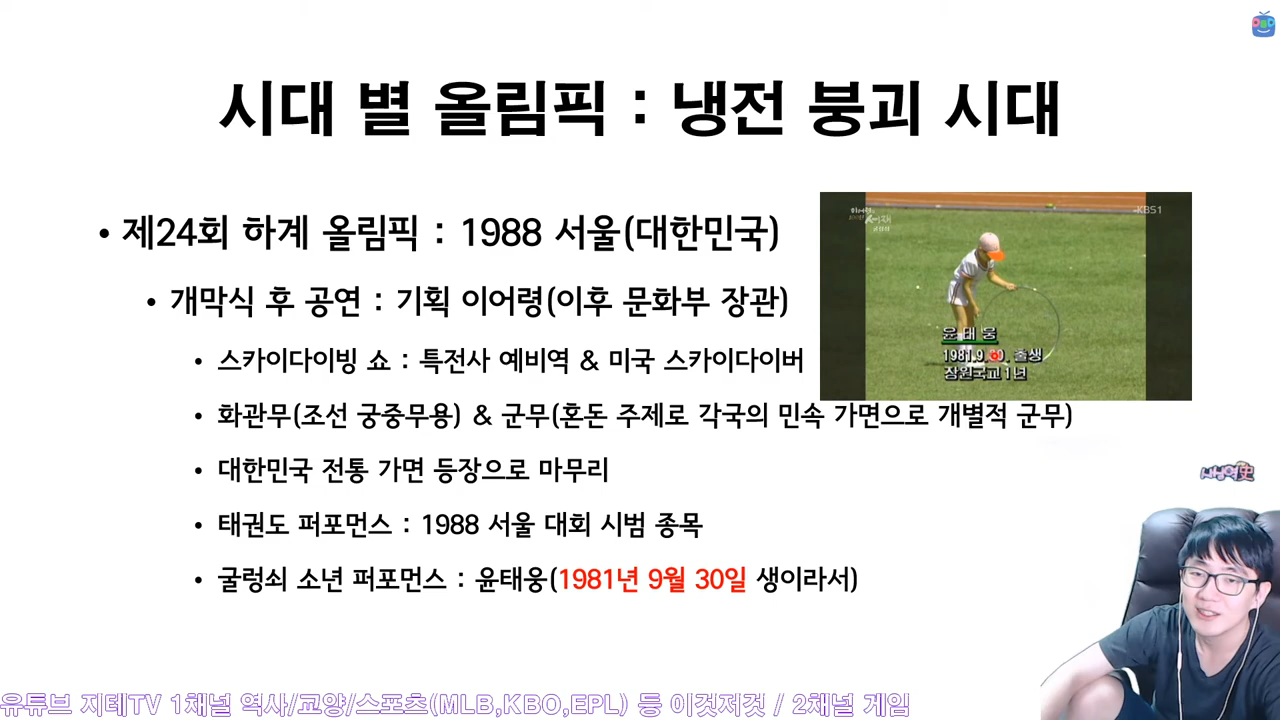 시대 별 올림픽 : 냉전 붕괴 시대
• 제24회 하계 올림픽 : 1988 서울(대한민국)
• 개막식 후 공연 : 기획 이어령(이후 문화부 장관)
• 스카이다이빙 쇼 : 특전사 예비역 & 미국 스카이다이버
• 화관무(조선 궁중무용) & 군무(혼돈 주제로 각국의 민속 가면으로 개별적 군무)
• 대한민국 전통 가면 등장으로 마무리
• 태권도 퍼포먼스 : 1988 서울 대회 시범 종목
• 굴렁쇠 소년 퍼포먼스 : 윤태웅(1981년 9월 30일 생이라서)
KBS1
윤태웅
1981.9. 출생
장원국교1년
유튜브 지테TV 1채널 역사/교양/스포츠(MLB,KBO,EPL) 등 이것저것 / 2채널 게임